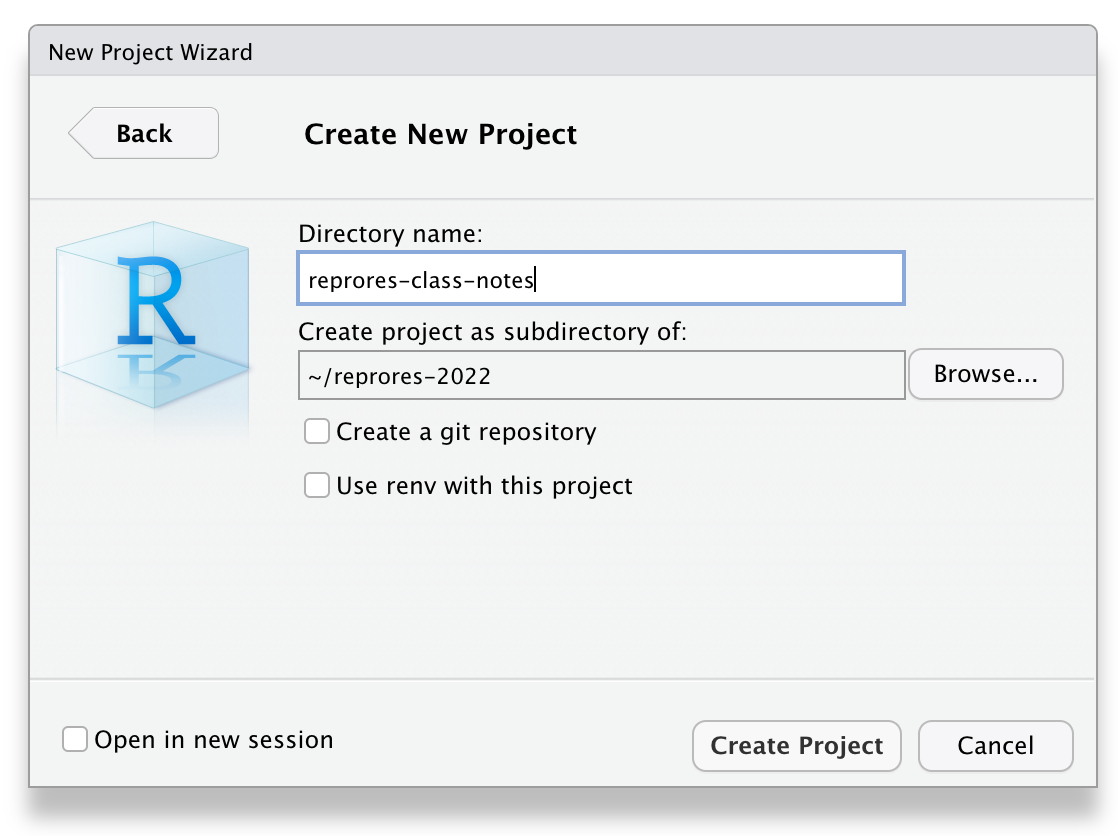 New Project Wizard
Back
Create New Project
R
Directory name:
reprores-class-notes
Create project as subdirectory of:
~/reprores-2022
Browse...
Create a git repository
Use renv with this project
Open in new session
Create Project
Cancel